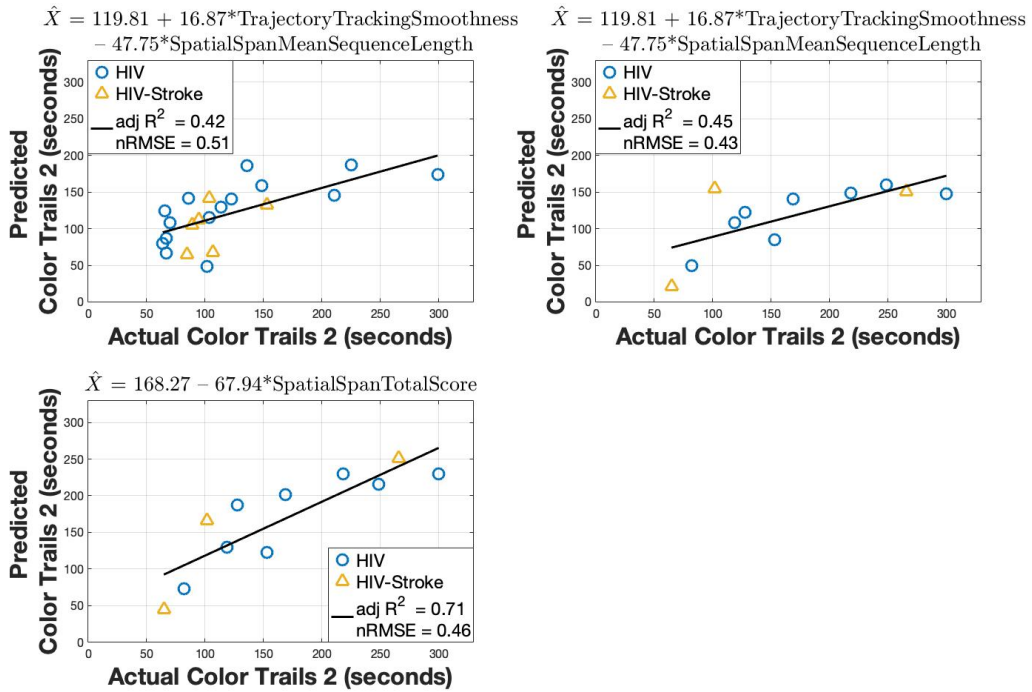 X̂ = 119.81 + 16.87*TrajectoryTrackingSmoothness
– 47.75*SpatialSpanMeanSequenceLength
Predicted
Color Trails 2 (seconds)
300
250
200
150
100
50
0
HIV
HIV-Stroke
adj R² = 0.42
nRMSE = 0.51
0 50 100 150 200 250 300
Actual Color Trails 2 (seconds)
X̂ = 119.81 + 16.87*TrajectoryTrackingSmoothness
– 47.75*SpatialSpanMeanSequenceLength
Predicted
Color Trails 2 (seconds)
300
250
200
150
100
50
0
HIV
HIV-Stroke
adj R² = 0.45
nRMSE = 0.43
0 50 100 150 200 250 300
Actual Color Trails 2 (seconds)
X̂ = 168.27 – 67.94*SpatialSpanTotalScore
Predicted
Color Trails 2 (seconds)
300
250
200
150
100
50
0
HIV
HIV-Stroke
adj R² = 0.71
nRMSE = 0.46
0 50 100 150 200 250 300
Actual Color Trails 2 (seconds)